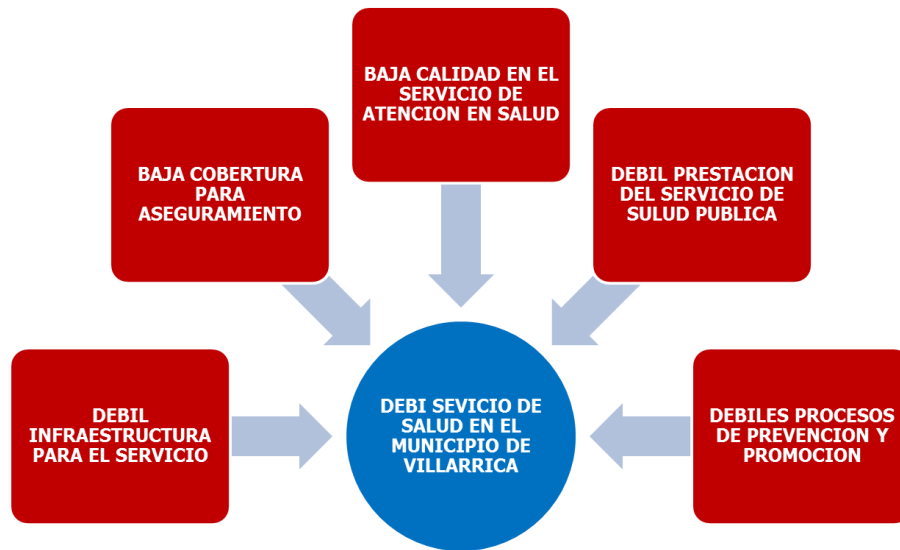 BAJA CALIDAD EN EL
SERVICIO DE
ATENCION EN SALUD
BAJA COBERTURA
PARA
ASEGURAMIENTO
DEBIL PRESTACION
DEL SERVICIO DE
SULUD PUBLICA
DEBIL
INFRAESTRUCTURA
PARA EL SERVICIO
DEBI SEVICIO DE
SALUD EN EL
MUNICIPIO DE
VILLARRICA
DEBILES PROCESOS
DE PREVENCION Y
PROMOCION